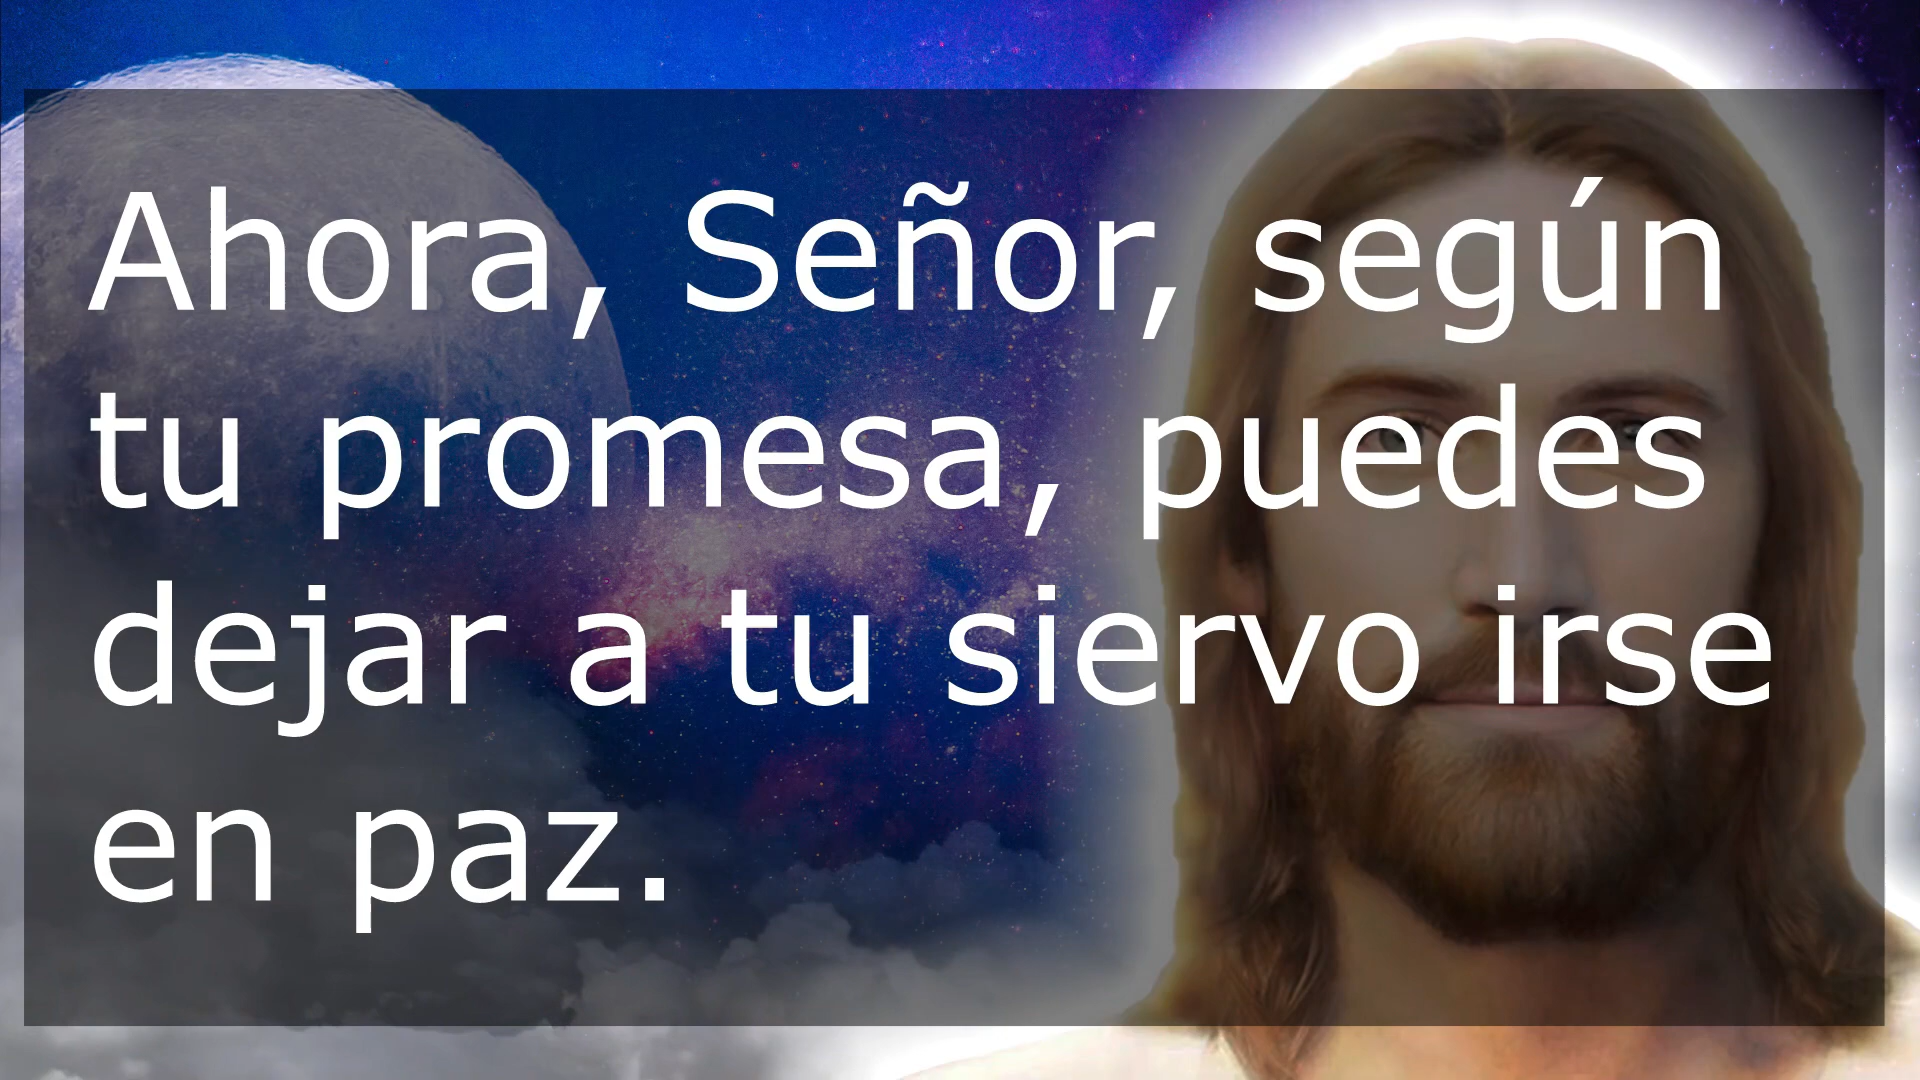 Ahora, Señor, según
tu promesa, puedes
dejar a tu siervo irse
en paz.